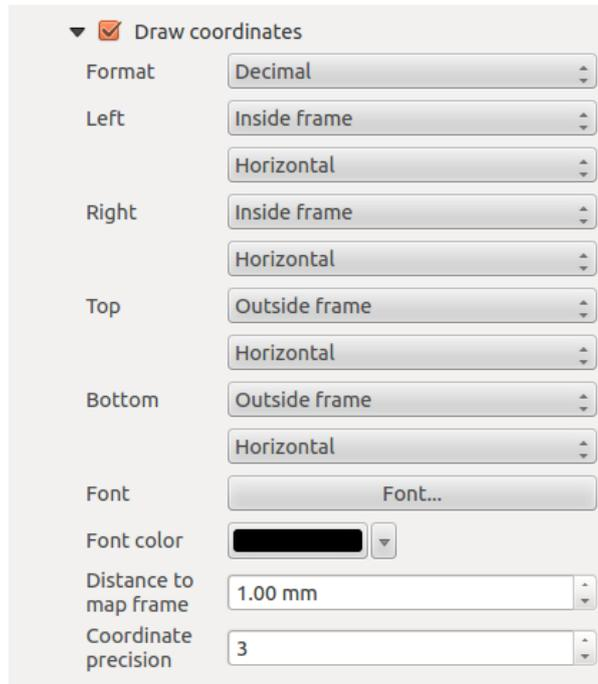 Draw coordinates
Format Decimal
Left Inside frame
Horizontal
Right Inside frame
Horizontal
Top Outside frame
Horizontal
Bottom Outside frame
Horizontal
Font Font...
Font color
Distance to
map frame 1.00 mm
Coordinate
precision 3